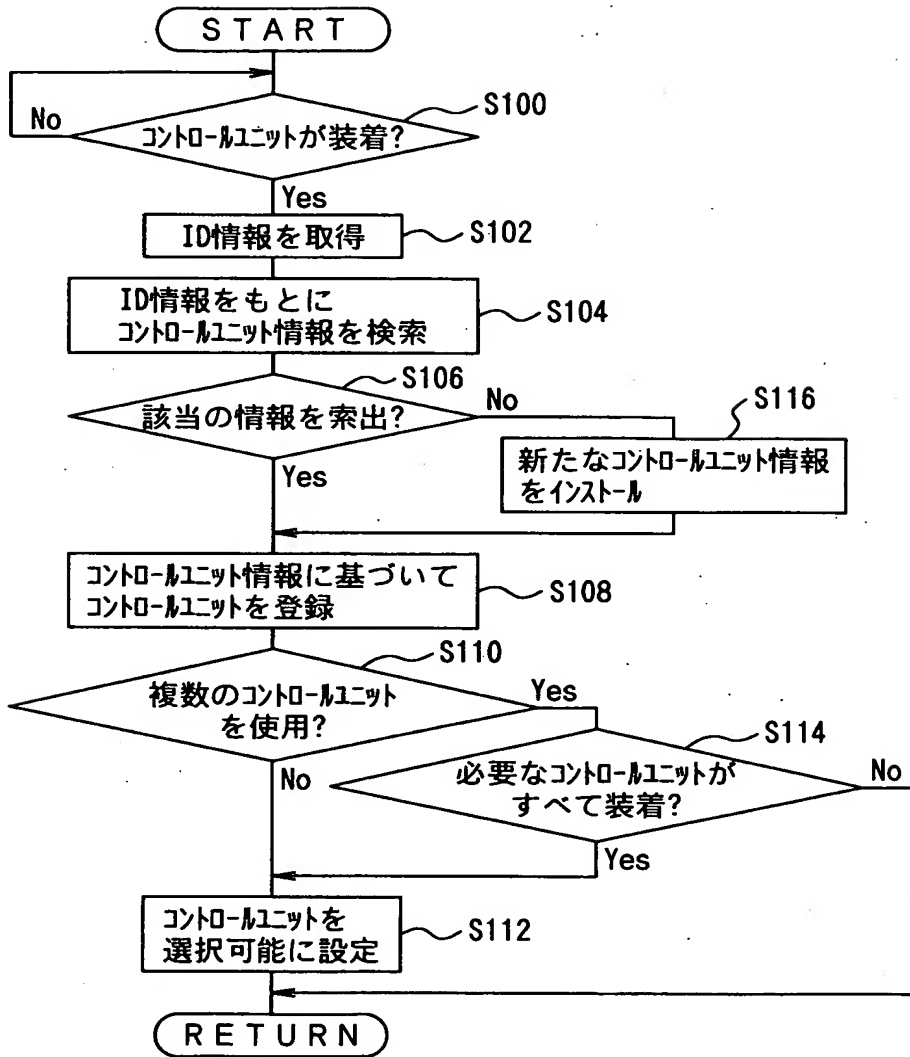 START
No
コントロールユニットが装着?
S100
Yes
ID情報を取得
S102
ID情報をもとに
コントロールユニット情報を検索
S104
S106
該当の情報を索出?
No
S116
新たなコントロールユニット情報
をインストール
Yes
コントロールユニット情報に基づいて
コントロールユニットを登録
S108
S110
複数のコントロールユニット
を使用?
Yes
S114
No
必要なコントロールユニットが
すべて装着?
No
Yes
コントロールユニットを
選択可能に設定
S112
RETURN